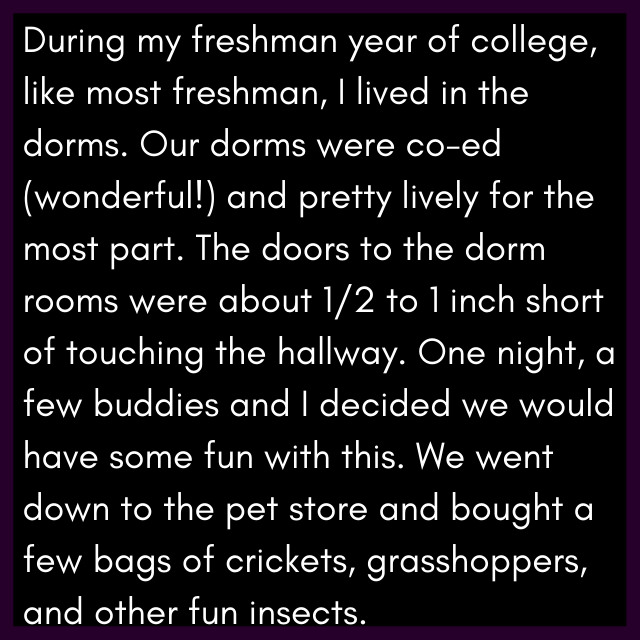 During my freshman year of college,
like most freshman, I lived in the
dorms. Our dorms were co-ed
(wonderful!) and pretty lively for the
most part. The doors to the dorm
rooms were about 1/2 to 1 inch short
of touching the hallway. One night, a
few buddies and I decided we would
have some fun with this. We went
down to the pet store and bought a
few bags of crickets, grasshoppers,
and other fun insects.